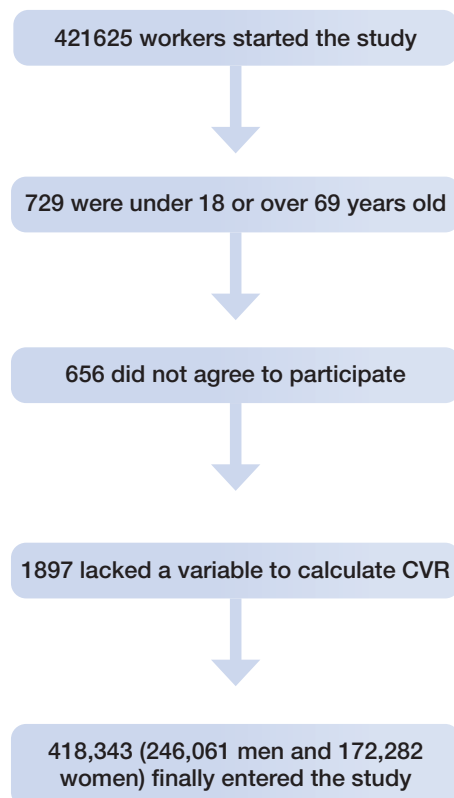 421625 workers started the study
729 were under 18 or over 69 years old
656 did not agree to participate
1897 lacked a variable to calculate CVR
418,343 (246,061 men and 172,282
women) finally entered the study